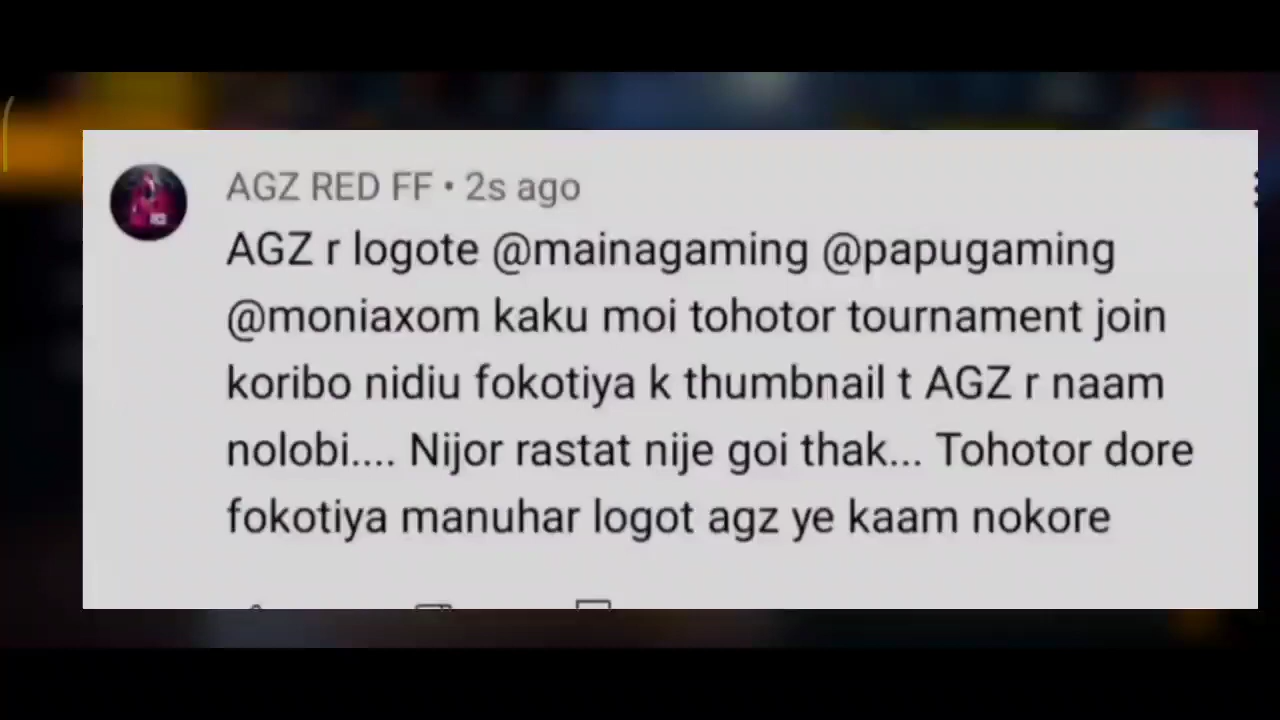 AGZ RED FF • 2s ago
AGZ r logote @mainagaming @papugaming
@moniaxom kaku moi tohotor tournament join
koribo nidiu fokotiya k thumbnail t AGZ r naam
nolobi.... Nijor rastat nije goi thak... Tohotor dore
fokotiya manuhar logot agz ye kaam nokore